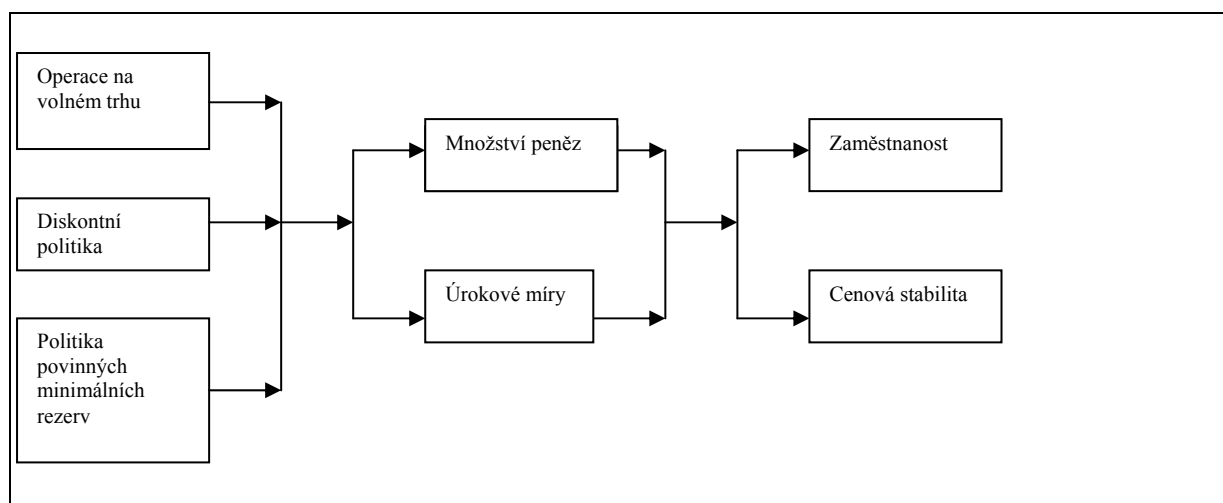 Operace na
volném trhu
Diskontní
politika
Politika
povinných
minimálních
rezerv
Množství peněz
Úrokové míry
Zaměstnanost
Cenová stabilita